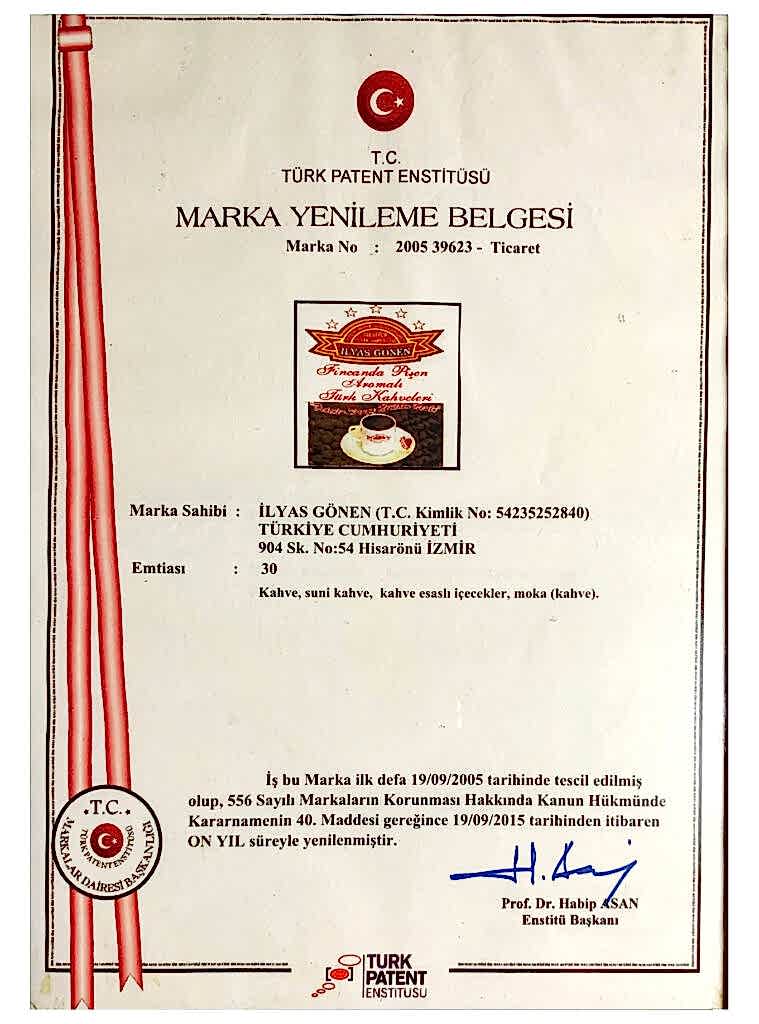 T.C.
TÜRK PATENT ENSTİTÜSÜ
MARKA YENİLEME BELGESİ
Marka No : 2005 39623 - Ticaret
İLYAS GÖNEN
Fincanda Pişen
Aromalı
Türk Kahveleri
Marka Sahibi : İLYAS GÖNEN (T.C. Kimlik No: 54235252840)
TÜRKİYE CUMHURİYETİ
904 Sk. No:54 Hisarönü İZMİR
Emtiası : 30
Kahve, suni kahve, kahve esaslı içecekler, moka (kahve).
İş bu Marka ilk defa 19/09/2005 tarihinde tescil edilmiş
olup, 556 Sayılı Markaların Korunması Hakkında Kanun Hükmünde
Kararnamenin 40. Maddesi gereğince 19/09/2015 tarihinden itibaren
ON YIL süreyle yenilenmiştir.
T.C.
TÜRK PATENT ENSTİTÜSÜ
MARKALAR DAİRESİ BAŞKANLIĞI
H. Asan
Prof. Dr. Habip ASAN
Enstitü Başkanı
TURK
PATENT
ENSTITUSU